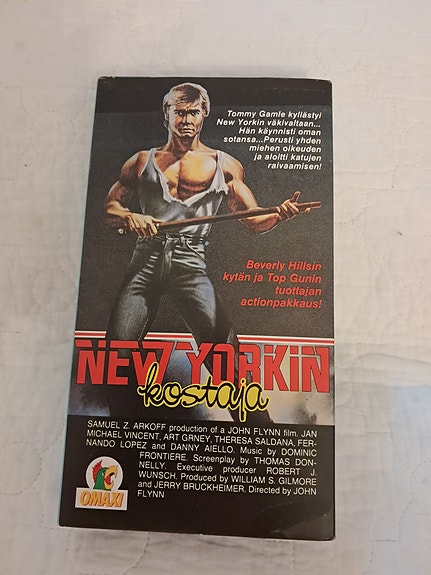 Tommy Gamle kyllästyi
New Yorkin väkivaltaan...
Hän käynnisti oman
sotansa...Perusti yhden
miehen oikeuden
ja aloitti katujen
raivaamisen!
Beverly Hillsin
kytän ja Top Gunin
tuottajan
actionpakkaus!
NEW YORKIN
kostaja
SAMUEL Z. ARKOFF production of a JOHN FLYNN film. JAN
MICHAEL VINCENT, ART GRNEY, THERESA SALDANA, FER-
NANDO LOPEZ and DANNY AIELLO. Music by DOMINIC
FRONTIERE. Screenplay by THOMAS DON-
NELLY. Executive producer ROBERT J.
WUNSCH. Produced by WILLIAM S. GILMORE
and JERRY BRUCKHEIMER. Directed by JOHN
FLYNN
OMAXI